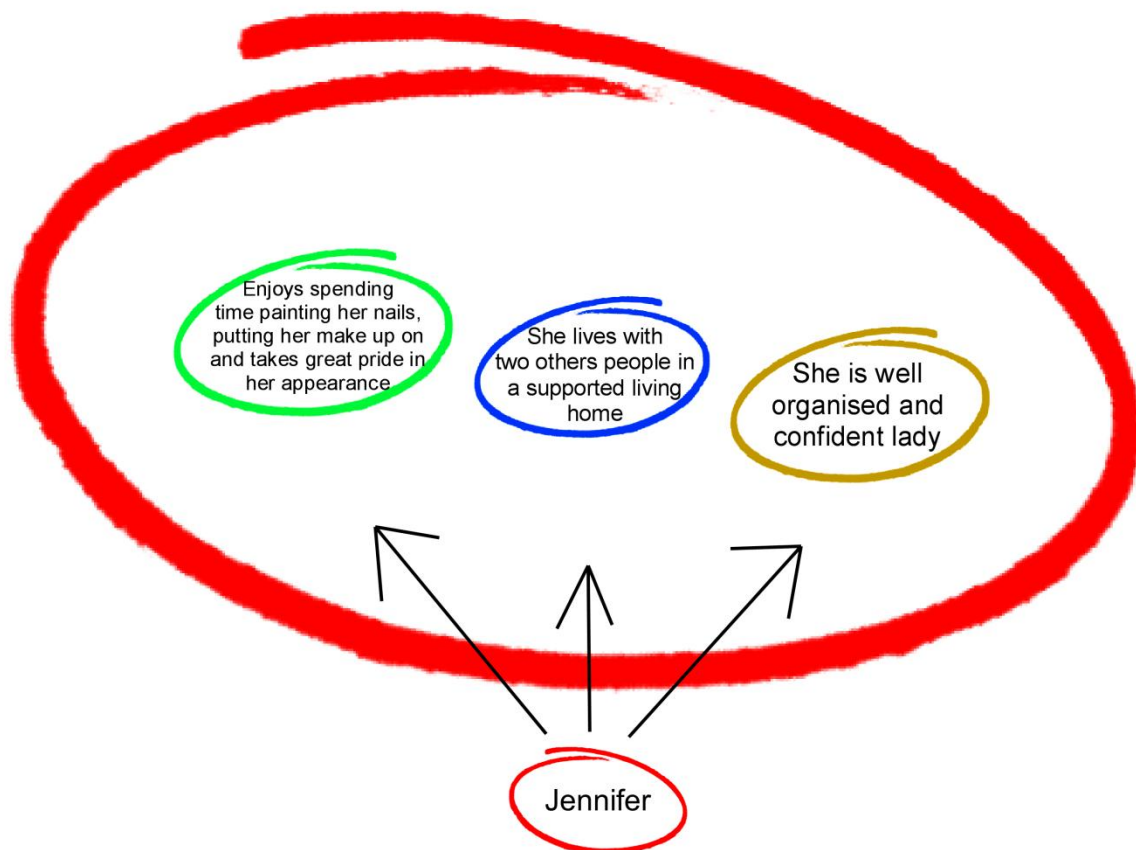 Enjoys spending
time painting her nails,
putting her make up on
and takes great pride in
her appearance
She lives with
two others people in
a supported living
home
She is well
organised and
confident lady
Jennifer